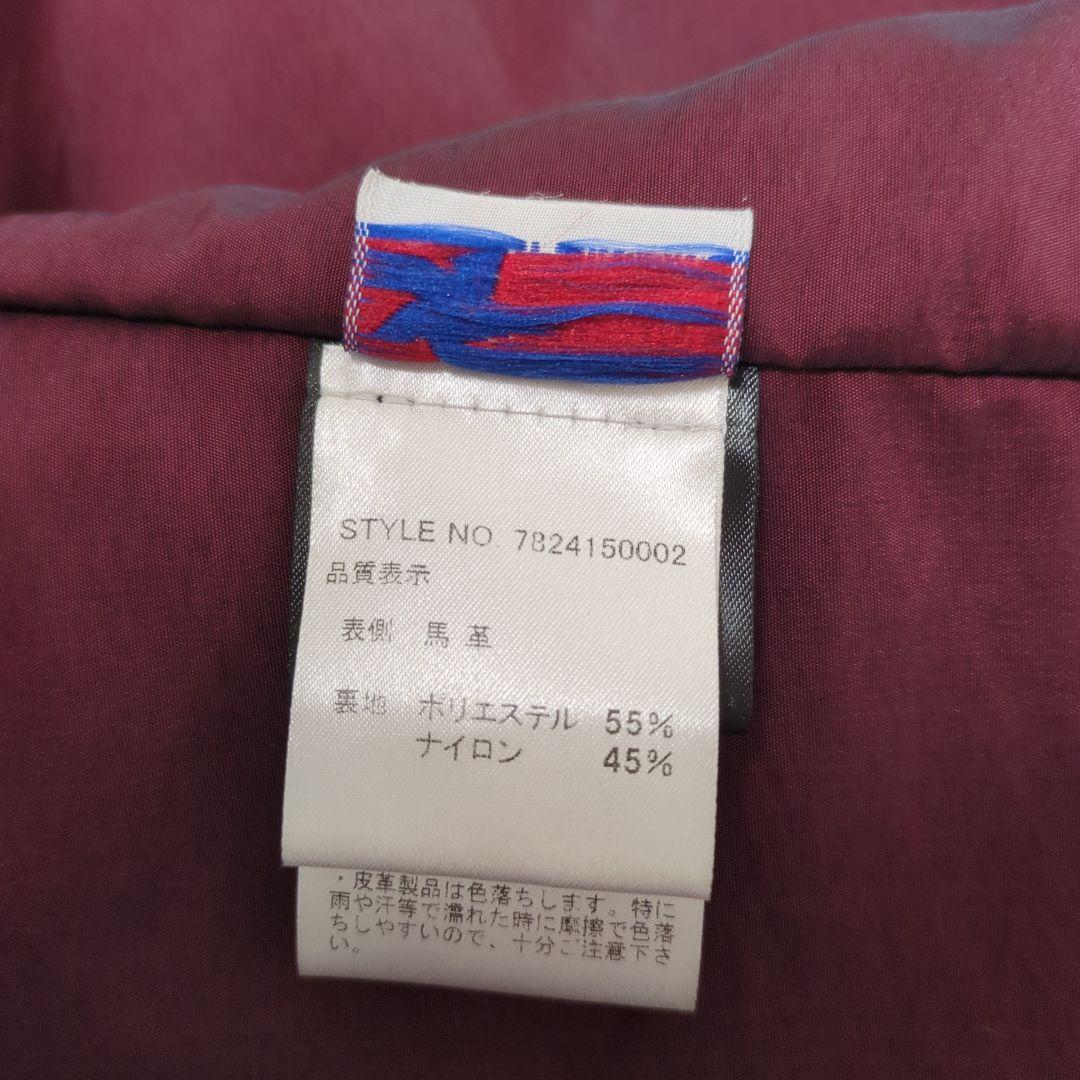 STYLE NO. 7824150002
品質表示
表側 馬革
裏地 ポリエステル 55%
ナイロン 45%
・皮革製品は色落ちします。特に
雨や汗等で濡れた時に摩擦で色落
ちしやすいので、十分ご注意下さ
い。